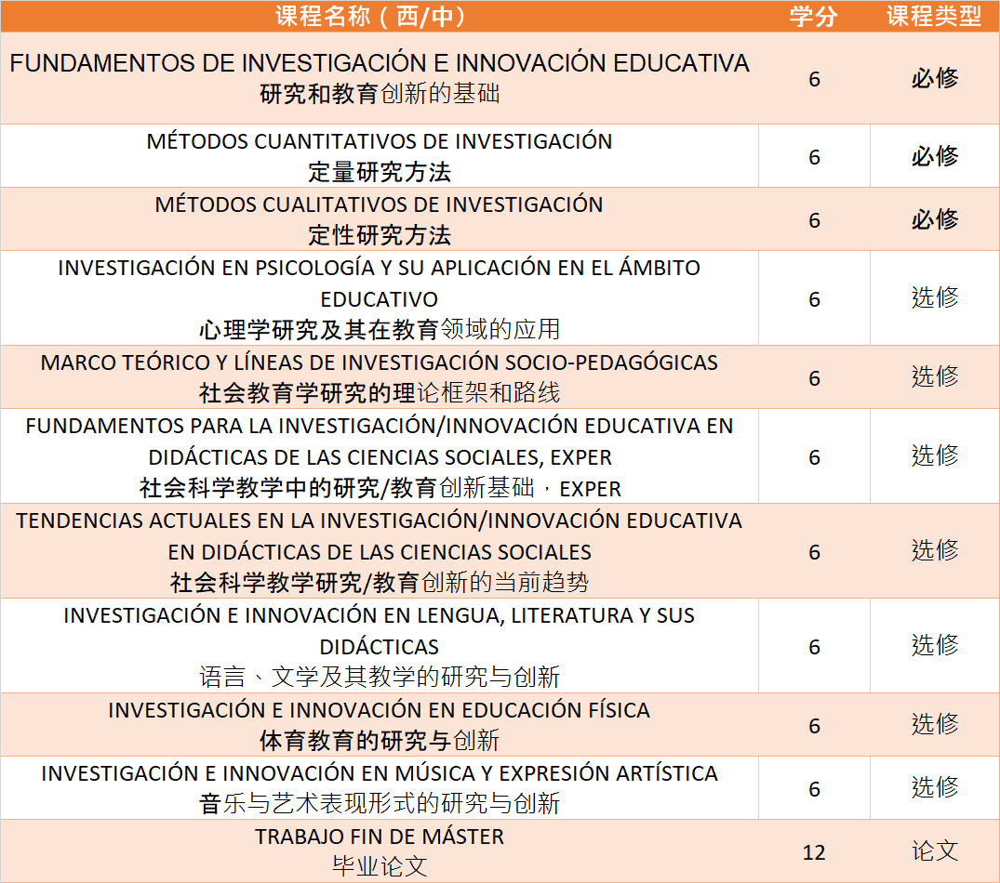 课程名称（西/中） 学分 课程类型
FUNDAMENTOS DE INVESTIGACIÓN E INNOVACIÓN EDUCATIVA
研究和教育创新的基础
6 必修
MÉTODOS CUANTITATIVOS DE INVESTIGACIÓN
定量研究方法
6 必修
MÉTODOS CUALITATIVOS DE INVESTIGACIÓN
定性研究方法
6 必修
INVESTIGACIÓN EN PSICOLOGÍA Y SU APLICACIÓN EN EL ÁMBITO
EDUCATIVO
心理学研究及其在教育领域的应用
6 选修
MARCO TEÓRICO Y LÍNEAS DE INVESTIGACIÓN SOCIO-PEDAGÓGICAS
社会教育学研究的理论框架和路线
6 选修
FUNDAMENTOS PARA LA INVESTIGACIÓN/INNOVACIÓN EDUCATIVA EN
DIDÁCTICAS DE LAS CIENCIAS SOCIALES, EXPER
社会科学教学中的研究/教育创新基础，EXPER
6 选修
TENDENCIAS ACTUALES EN LA INVESTIGACIÓN/INNOVACIÓN EDUCATIVA
EN DIDÁCTICAS DE LAS CIENCIAS SOCIALES
社会科学教学研究/教育创新的当前趋势
6 选修
INVESTIGACIÓN E INNOVACIÓN EN LENGUA, LITERATURA Y SUS
DIDÁCTICAS
语言、文学及其教学的研究与创新
6 选修
INVESTIGACIÓN E INNOVACIÓN EN EDUCACIÓN FÍSICA
体育教育的研究与创新
6 选修
INVESTIGACIÓN E INNOVACIÓN EN MÚSICA Y EXPRESIÓN ARTÍSTICA
音乐与艺术表现形式的研究与创新
6 选修
TRABAJO FIN DE MÁSTER
毕业论文
12 论文